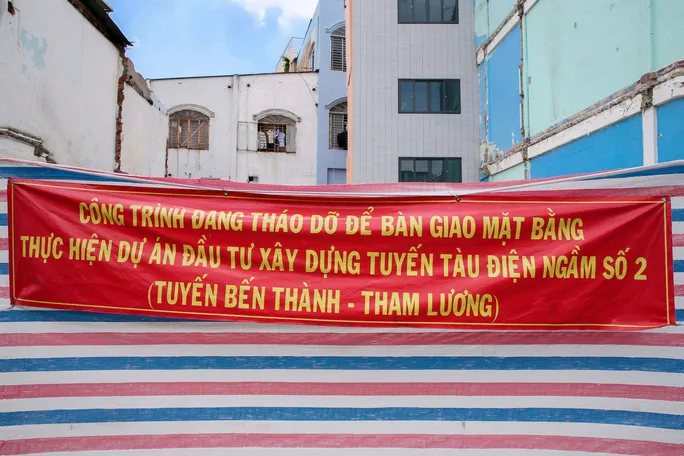 CÔNG TRÌNH ĐANG THÁO DỠ ĐỂ BÀN GIAO MẶT BẰNG
THỰC HIỆN DỰ ÁN ĐẦU TƯ XÂY DỰNG TUYẾN TÀU ĐIỆN NGẦM SỐ 2
(TUYẾN BẾN THÀNH - THAM LƯƠNG)